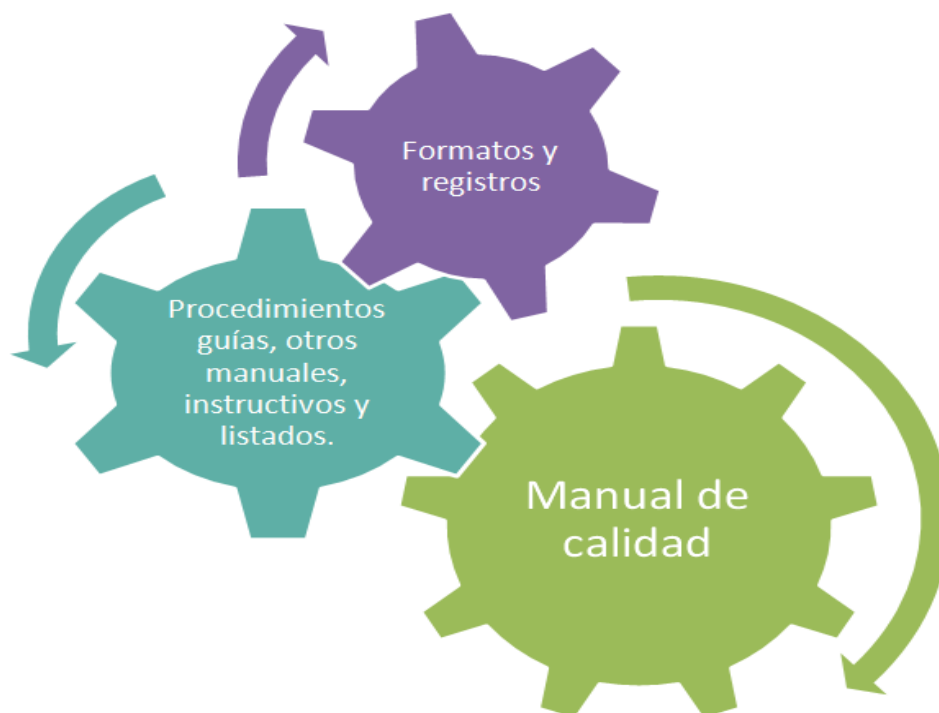 Formatos y
registros
Procedimientos
guías, otros
manuales,
instructivos y
listados.
Manual de
calidad